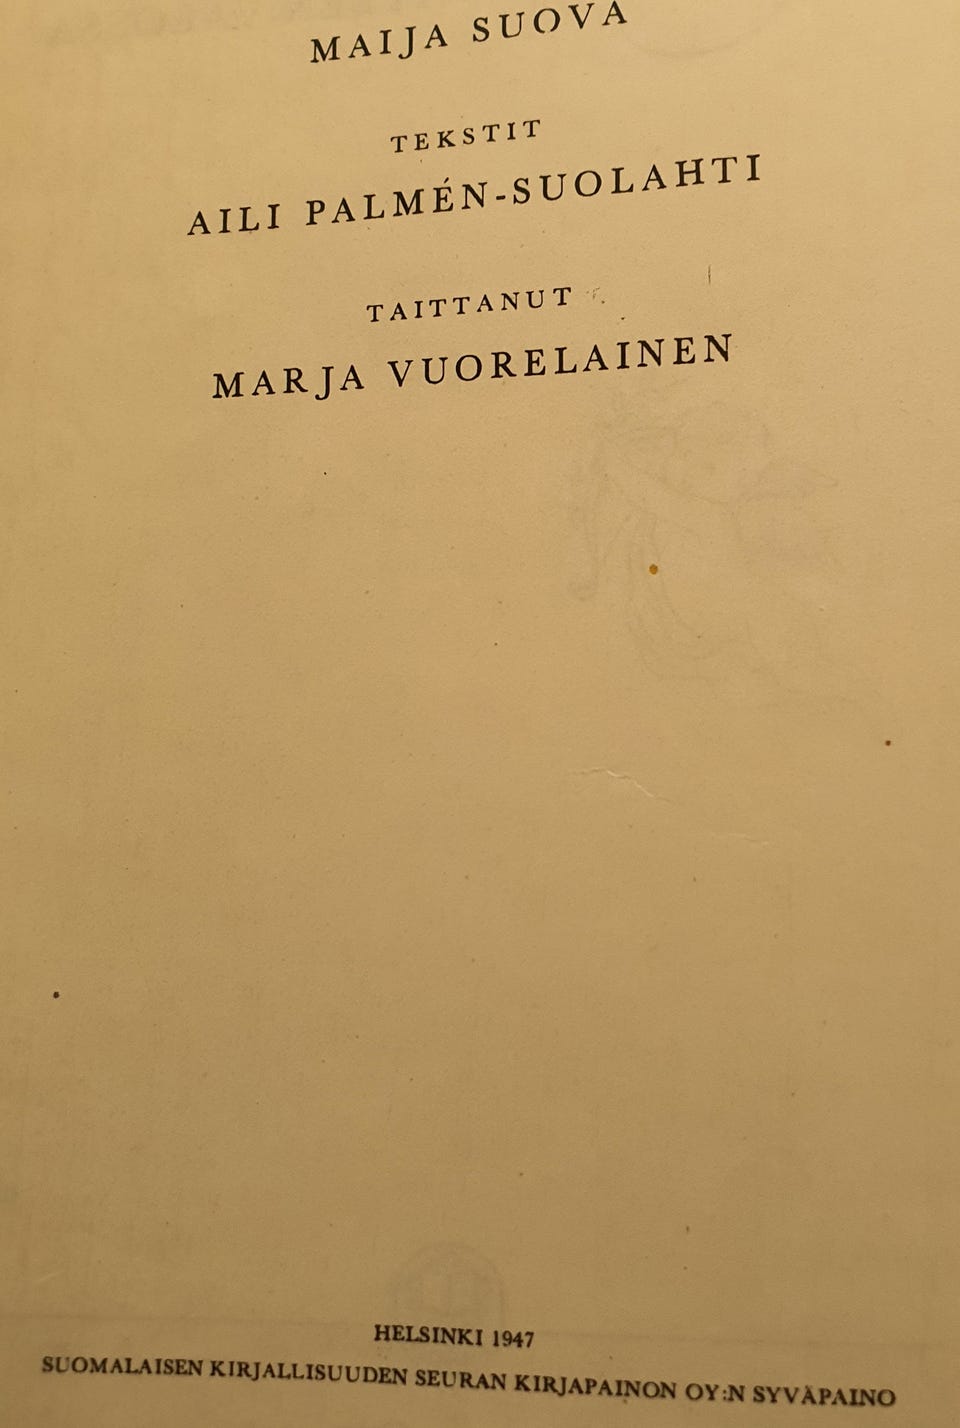 MAIJA SUOVA
TEKSTIT
AILI PALMÉN-SUOLAHTI
TAITTANUT
MARJA VUORELAINEN
HELSINKI 1947
SUOMALAISEN KIRJALLISUUDEN SEURAN KIRJAPAINON OY:N SYVÄPAINO